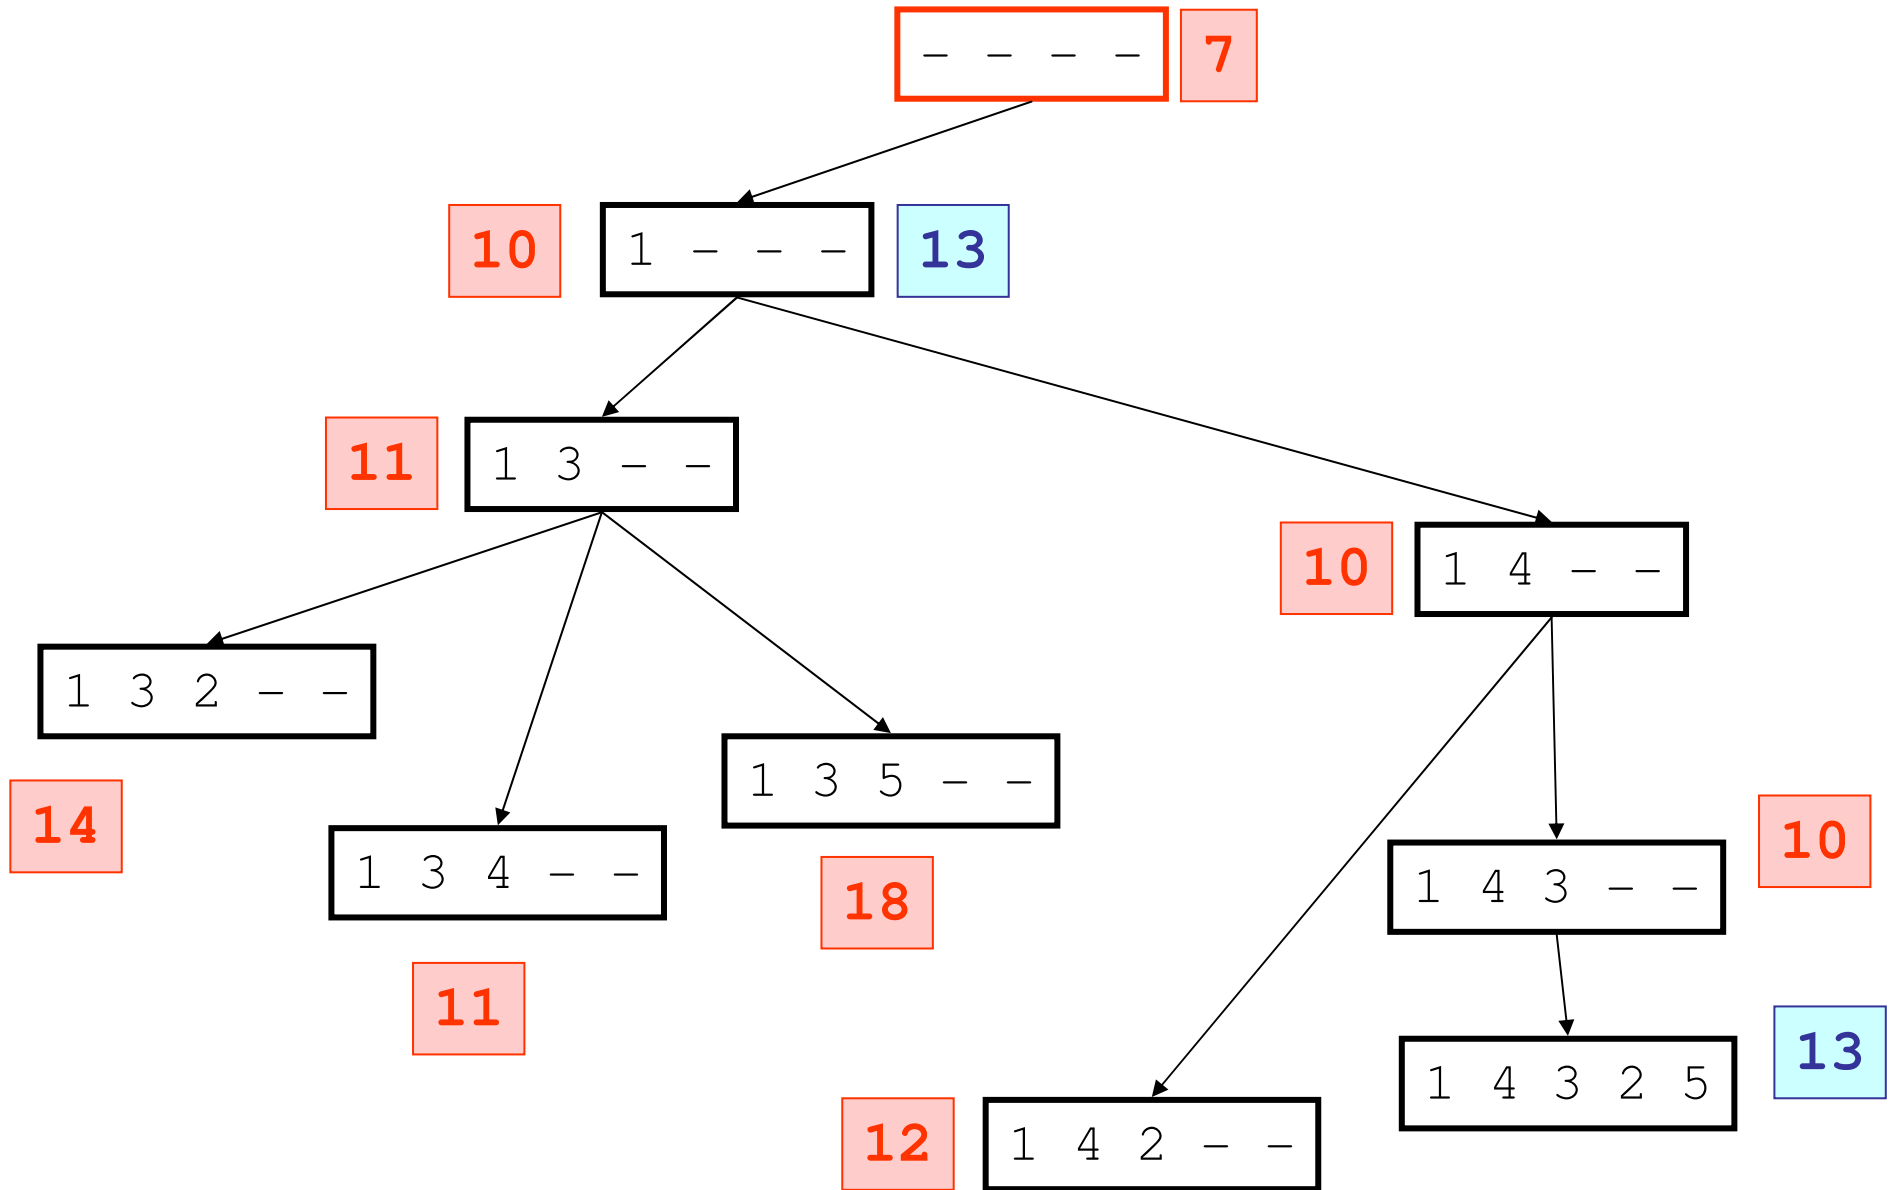 - - - - 7
10 1 - - - 13
11 1 3 - -
10 1 4 - -
1 3 2 - -
1 3 5 - -
14
1 3 4 - -
10
18
1 4 3 - -
11
13
1 4 3 2 5
12 1 4 2 - -